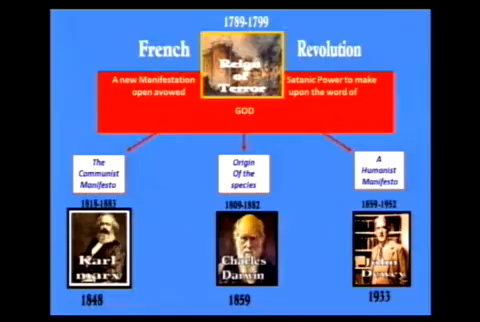 1789-1799
French
Revolution
Reign
of
Terror
A new Manifestation
open avowed
Satanic Power to make
upon the word of
GOD
The
Communist
Manifesto
Origin
Of the
species
A
Humanist
Manifesto
1818-1883
1809-1882
1859-1952
Karl
marx
Charles
Darwin
John
Dewey
1848
1859
1933